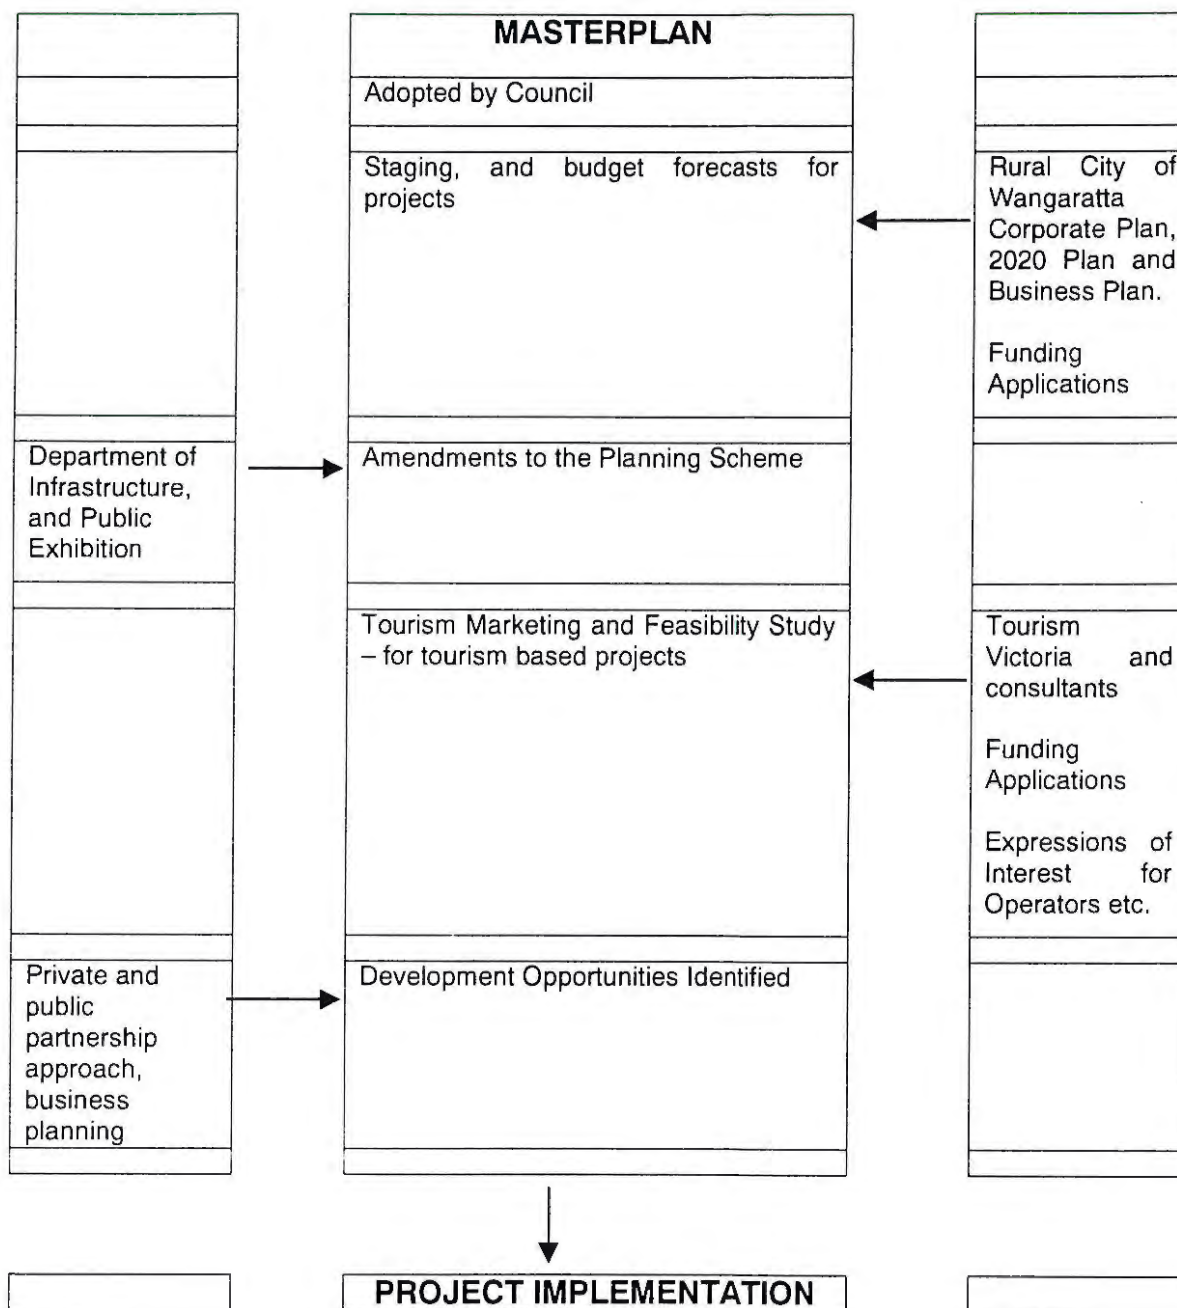 MASTERPLAN
Adopted by Council
Staging, and budget forecasts for
projects
Rural City of
Wangaratta
Corporate Plan,
2020 Plan and
Business Plan.
Funding
Applications
Department of
Infrastructure,
and Public
Exhibition
Amendments to the Planning Scheme
Tourism Marketing and Feasibility Study
– for tourism based projects
Tourism
Victoria and
consultants
Funding
Applications
Expressions of
Interest for
Operators etc.
Private and
public
partnership
approach,
business
planning
Development Opportunities Identified
PROJECT IMPLEMENTATION